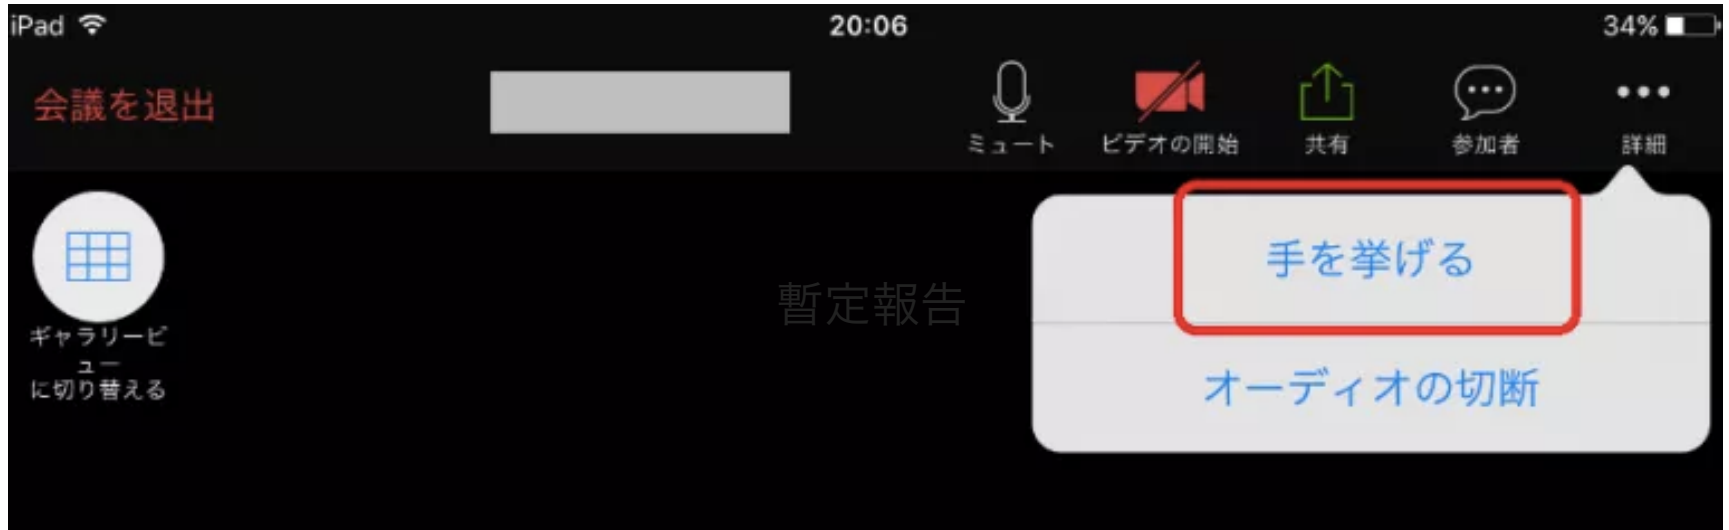 iPad
20:06
34%
会議を退出
ミュート
ビデオの開始
共有
参加者
詳細
手を挙げる
オーディオの切断
ギャラリービ
ュー
に切り替える
暫定報告